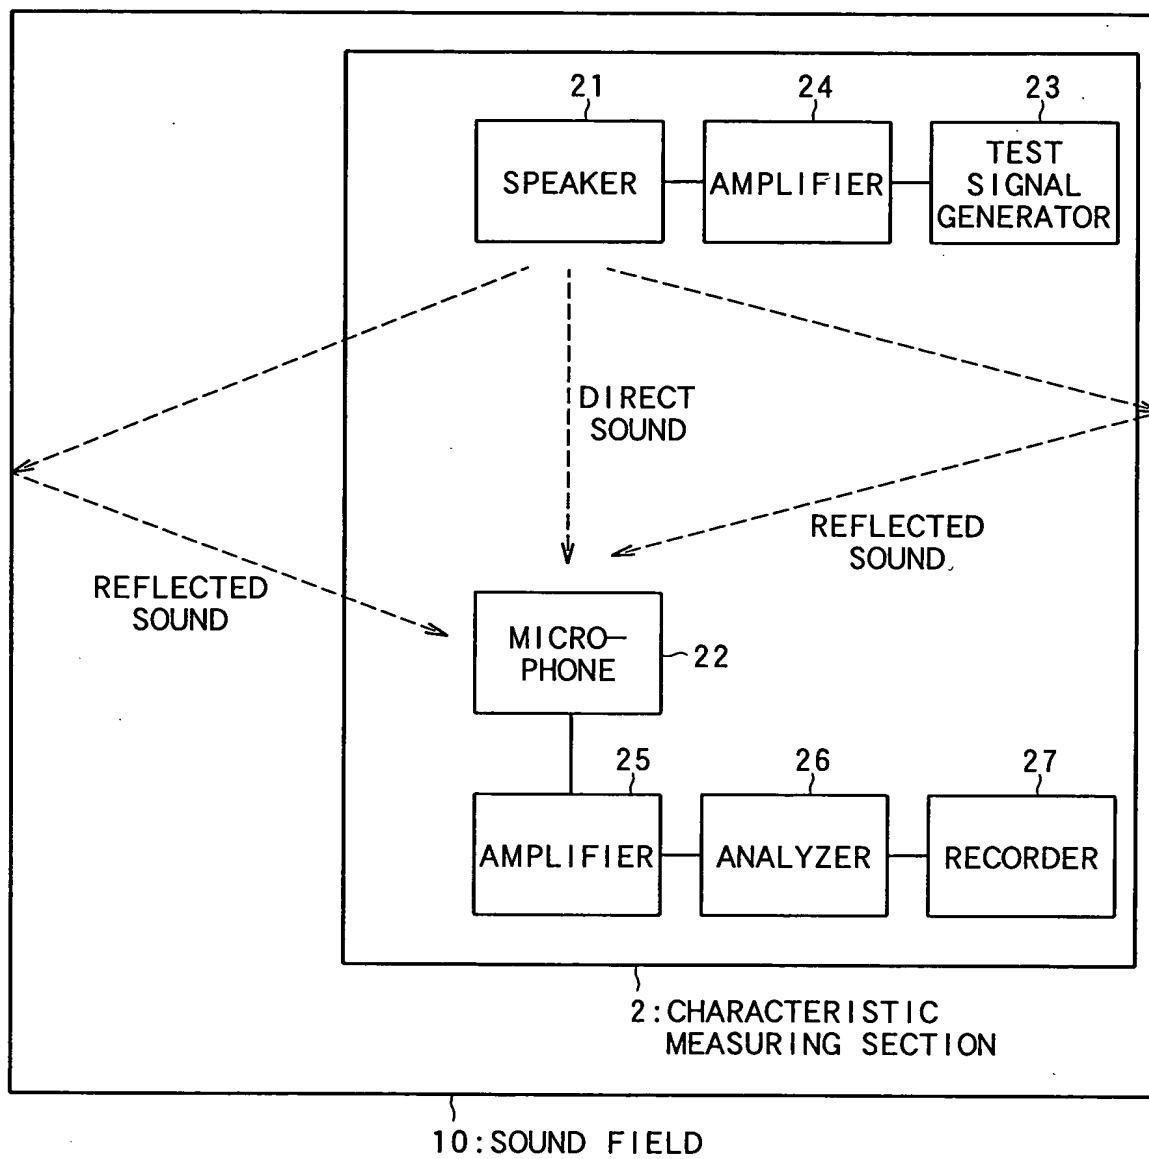 21
24
23
SPEAKER
AMPLIFIER
TEST
SIGNAL
GENERATOR
DIRECT
SOUND
REFLECTED
SOUND
REFLECTED
SOUND
MICRO-
PHONE
22
25
26
27
AMPLIFIER
ANALYZER
RECORDER
2:CHARACTERISTIC
MEASURING SECTION
10:SOUND FIELD